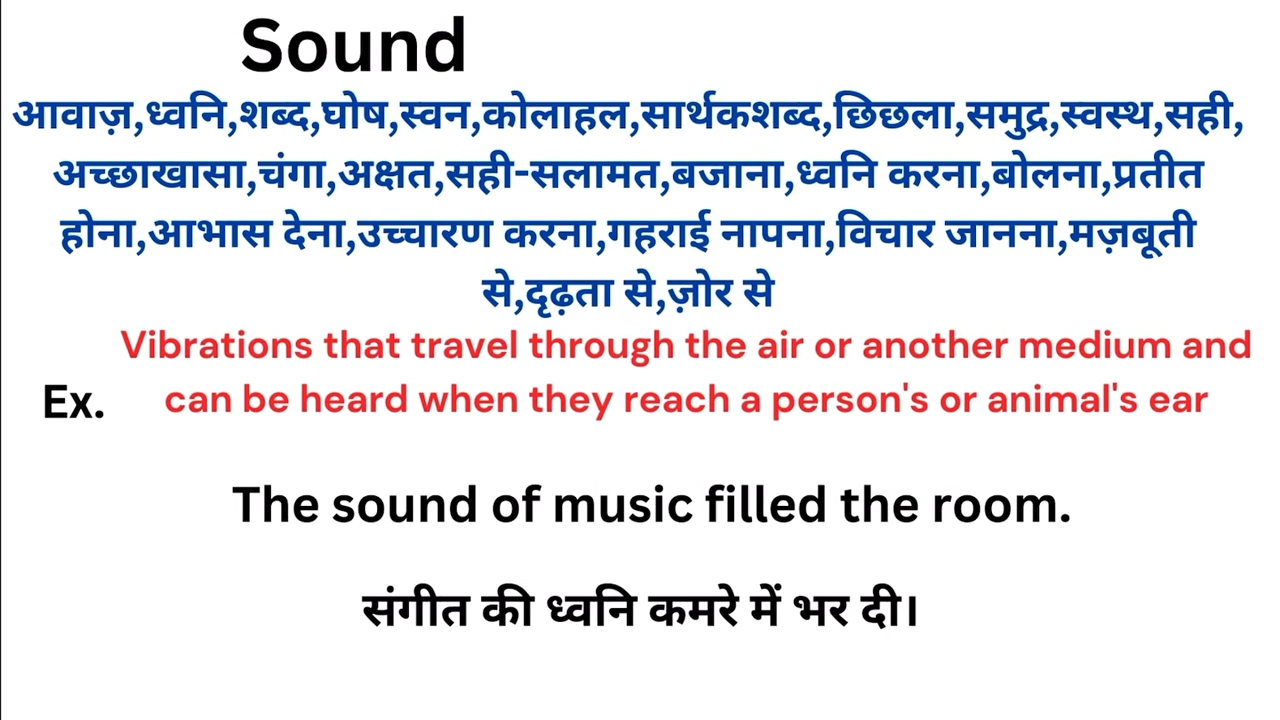 Sound
आवाज़,ध्वनि,शब्द,घोष,स्वन,कोलाहल,सार्थकशब्द,छिछला,समुद्र,स्वस्थ,सही,
अच्छाखासा,चंगा,अक्षत,सही-सलामत,बजाना,ध्वनि करना,बोलना,प्रतीत
होना,आभास देना,उच्चारण करना,गहराई नापना,विचार जानना,मज़बूती
से,दृढ़ता से,ज़ोर से
Vibrations that travel through the air or another medium and
can be heard when they reach a person's or animal's ear
Ex.
The sound of music filled the room.
संगीत की ध्वनि कमरे में भर दी।